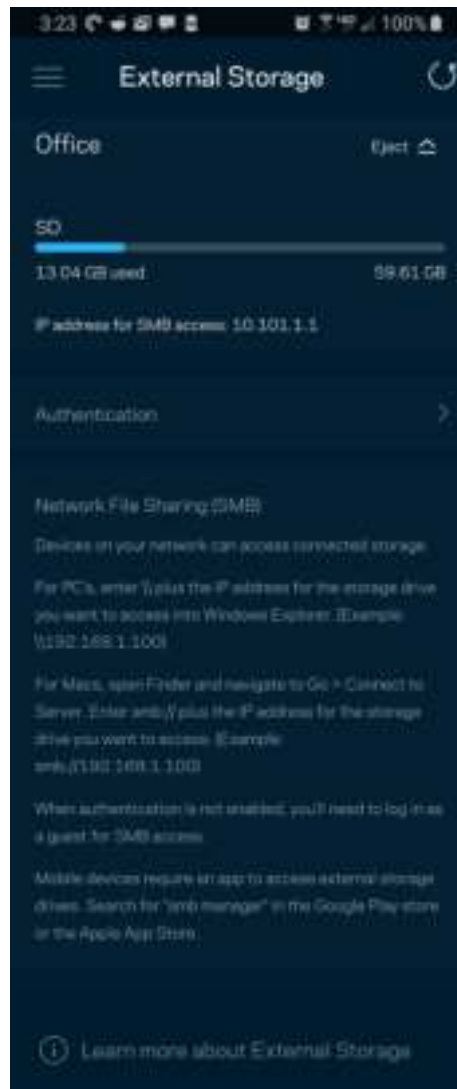 3:23
100%
External Storage
Office
Eject
SD
13.04 GB used
59.61 GB
IP address for SMB access: 10.101.1.1
Authentication
Network File Sharing (SMB)
Devices on your network can access connected storage.
For PCs, enter \\ plus the IP address for the storage drive
you want to access into Windows Explorer. (Example:
\\192.168.1.100)
For Macs, open Finder and navigate to Go > Connect to
Server. Enter smb:// plus the IP address for the storage
drive you want to access. (Example:
smb://192.168.1.100)
When authentication is not enabled, you'll need to log in as
a guest for SMB access.
Mobile devices require an app to access external storage
drives. Search for "smb manager" in the Google Play store
or the Apple App Store.
Learn more about External Storage